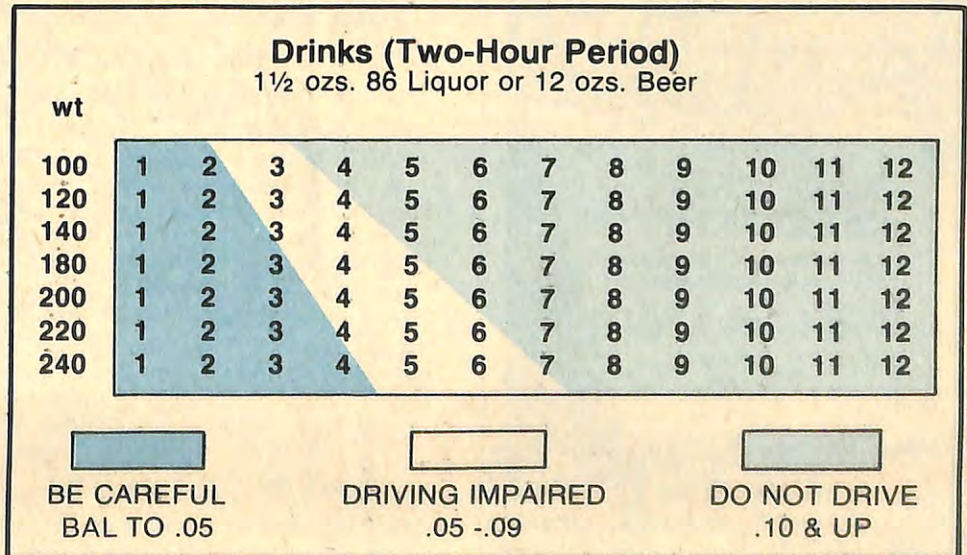 Drinks (Two-Hour Period)
1½ ozs. 86 Liquor or 12 ozs. Beer
wt
100 1 2 3 4 5 6 7 8 9 10 11 12
120 1 2 3 4 5 6 7 8 9 10 11 12
140 1 2 3 4 5 6 7 8 9 10 11 12
180 1 2 3 4 5 6 7 8 9 10 11 12
200 1 2 3 4 5 6 7 8 9 10 11 12
220 1 2 3 4 5 6 7 8 9 10 11 12
240 1 2 3 4 5 6 7 8 9 10 11 12
BE CAREFUL DRIVING IMPAIRED DO NOT DRIVE
BAL TO .05 .05 -.09 .10 & UP